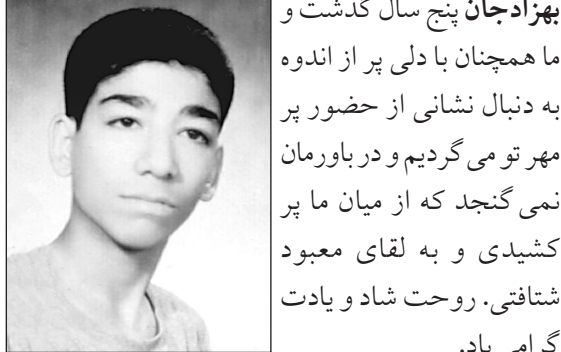 بهزادجان پنج سال گذشت و
ما همچنان با دلی پر از اندوه
به دنبال نشانی از حضور پر
مهر تو می‌گردیم و در باورمان
نمی‌گنجد که از میان ما پر
کشیدی و به لقای معبود
شتافتی. روحت شاد و یادت
گرامی باد.